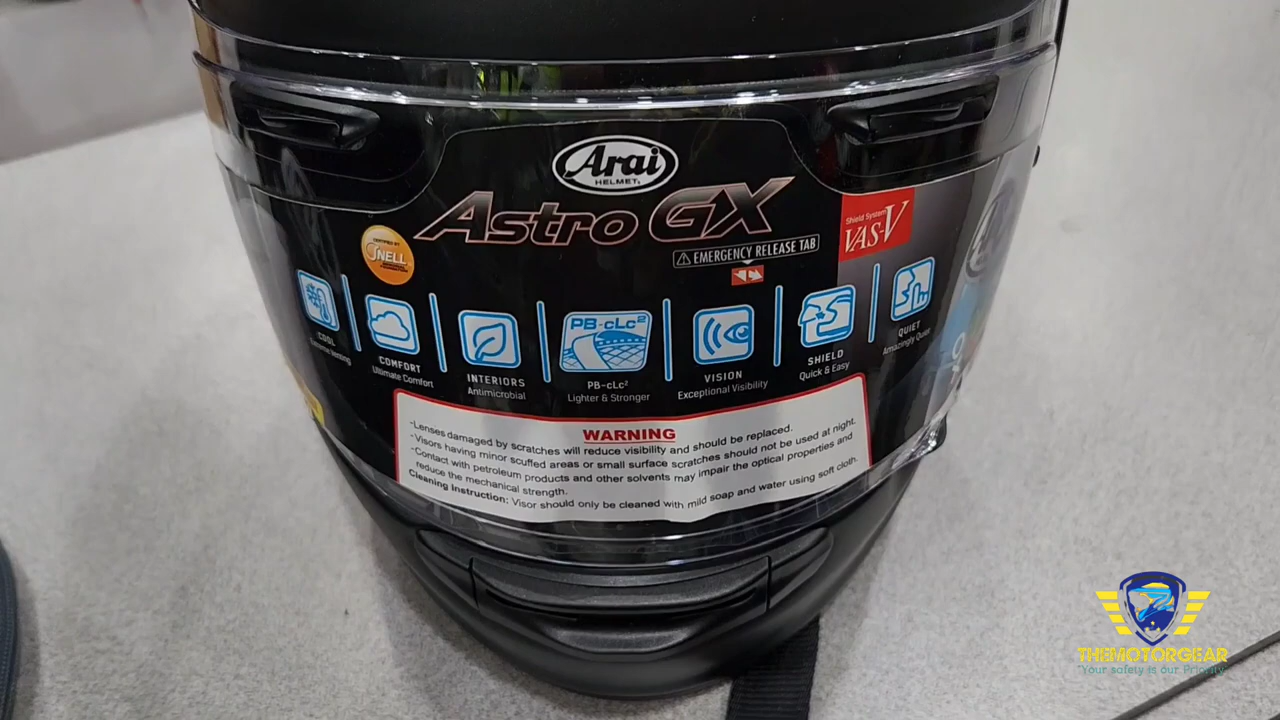 Arai
HELMET
Astro GX
Shield System
VAS-V
CERTIFIED BY
SNELL
EMERGENCY RELEASE TAB
COOL
Extreme Venting
COMFORT
Ultimate Comfort
INTERIORS
Antimicrobial
PB-cLc²
PB-cLc²
Lighter & Stronger
VISION
Exceptional Visibility
SHIELD
Quick & Easy
QUIET
Amazingly Quiet
WARNING
-Lenses damaged by scratches will reduce visibility and should be replaced.
-Visors having minor scuffed areas or small surface scratches should not be used at night.
-Contact with petroleum products and other solvents may impair the optical properties and
reduce the mechanical strength.
Cleaning Instruction: Visor should only be cleaned with mild soap and water using soft cloth.
THEMOTORGEAR
"Your safety is our Priority"